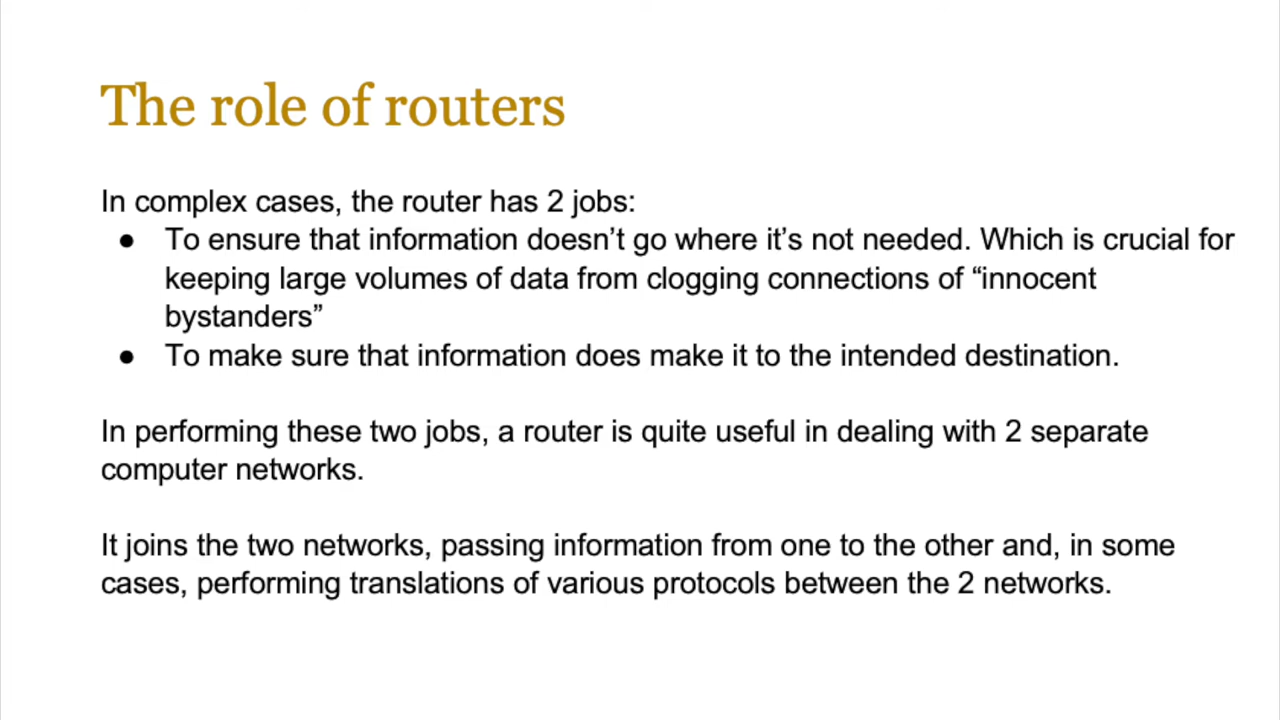 The role of routers
In complex cases, the router has 2 jobs:
● To ensure that information doesn’t go where it’s not needed. Which is crucial for
keeping large volumes of data from clogging connections of “innocent
bystanders”
● To make sure that information does make it to the intended destination.
In performing these two jobs, a router is quite useful in dealing with 2 separate
computer networks.
It joins the two networks, passing information from one to the other and, in some
cases, performing translations of various protocols between the 2 networks.